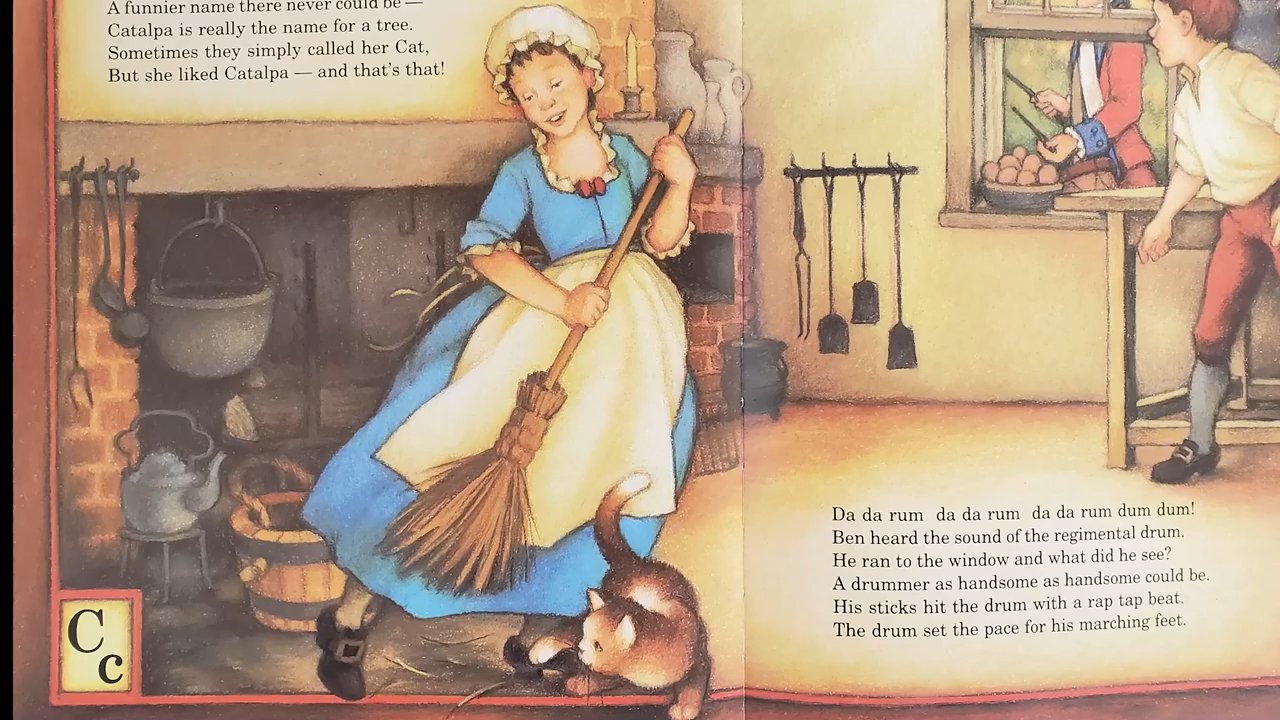 A funnier name there never could be —
Catalpa is really the name for a tree.
Sometimes they simply called her Cat,
But she liked Catalpa — and that's that!
C c
Da da rum da da rum da da rum dum dum!
Ben heard the sound of the regimental drum.
He ran to the window and what did he see?
A drummer as handsome as handsome could be.
His sticks hit the drum with a rap tap beat.
The drum set the pace for his marching feet.